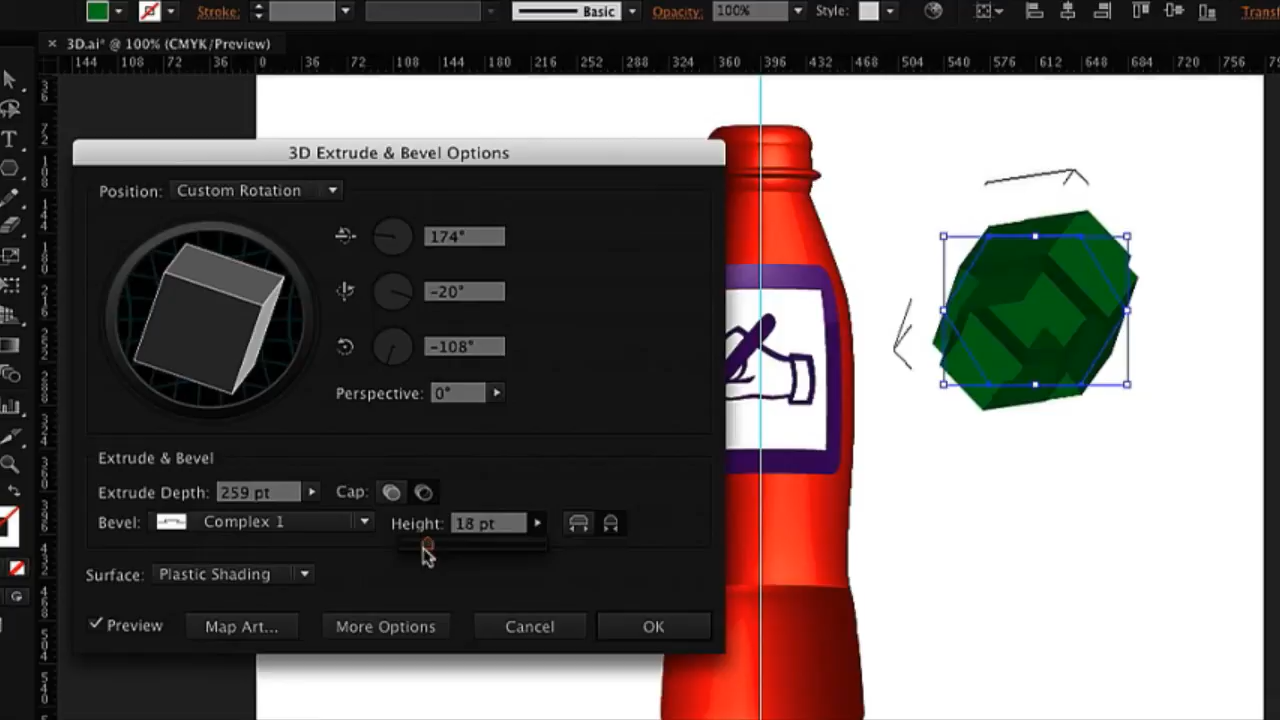 Stroke: Basic Opacity: 100% Style: Transf
× 3D.ai* @ 100% (CMYK/Preview)
144 108 72 36 0 36 72 108 144 180 216 252 288 324 360 396 432 468 504 540 576 612 648 684 720 756
3D Extrude & Bevel Options
Position: Custom Rotation
174°
-20°
-108°
Perspective: 0°
Extrude & Bevel
Extrude Depth: 259 pt Cap:
Bevel: Complex 1 Height: 18 pt
Surface: Plastic Shading
Preview Map Art... More Options Cancel OK